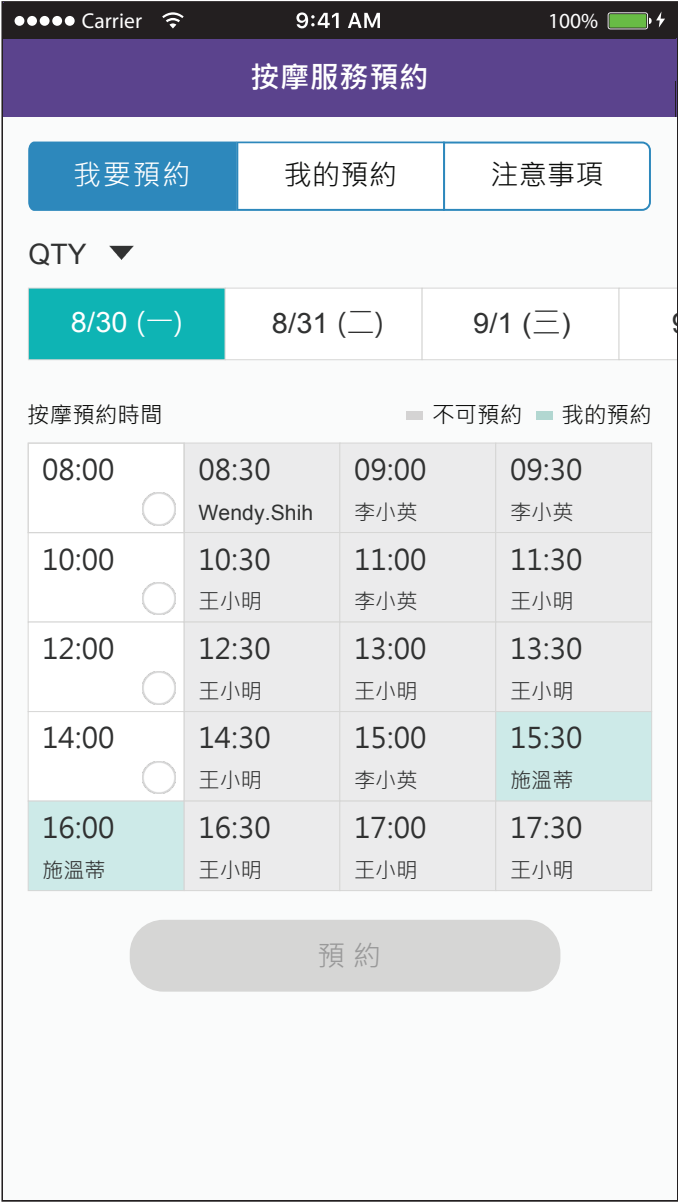 Carrier 9:41 AM 100%
按摩服務預約
我要預約 我的預約 注意事項
QTY
8/30 (一) 8/31 (二) 9/1 (三)
按摩預約時間 不可預約 我的預約
08:00 08:30 09:00 09:30
Wendy.Shih 李小英 李小英
10:00 10:30 11:00 11:30
王小明 李小英 王小明
12:00 12:30 13:00 13:30
王小明 王小明 王小明
14:00 14:30 15:00 15:30
王小明 李小英 施溫蒂
16:00 16:30 17:00 17:30
施溫蒂 王小明 王小明 王小明
預約